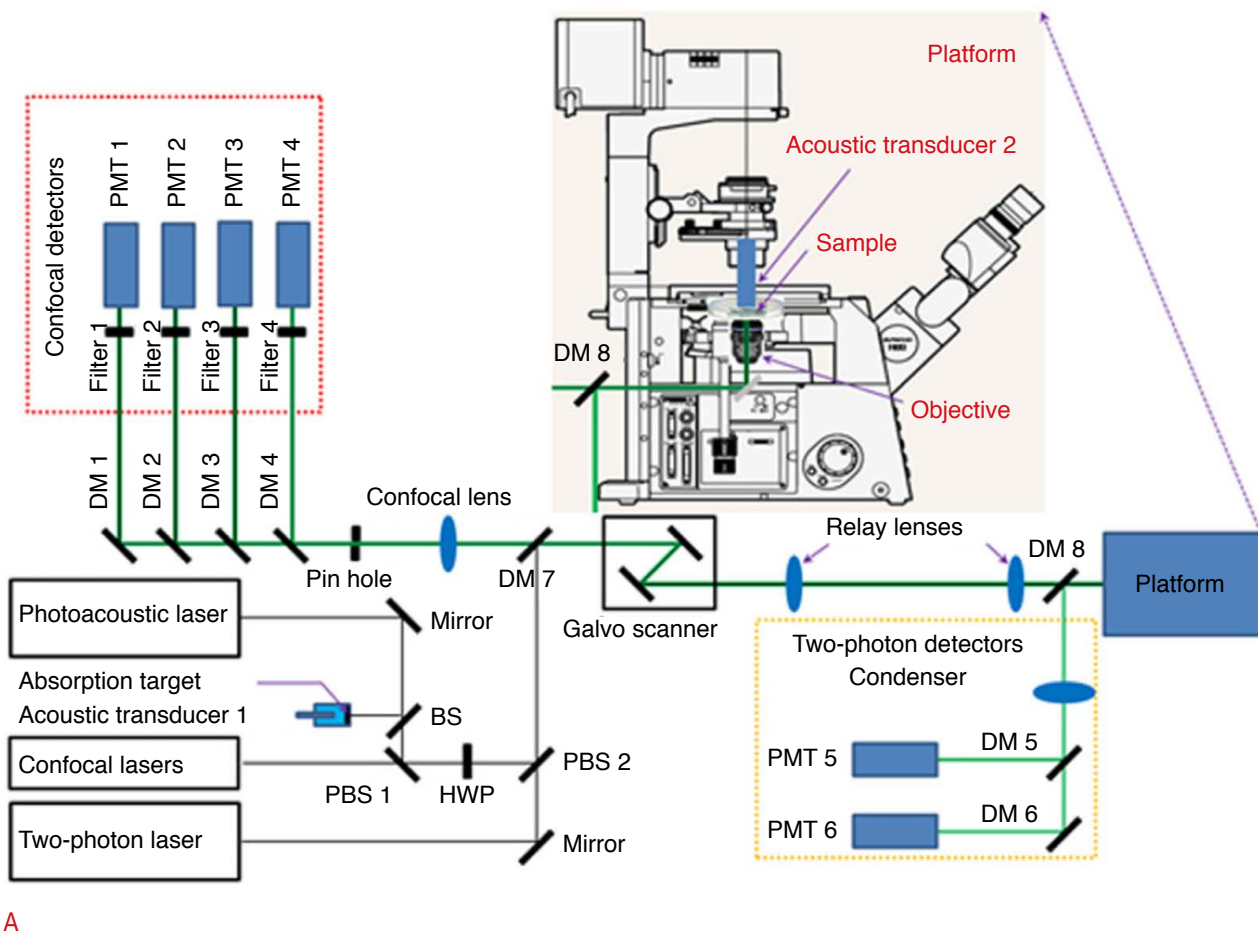 Platform
Acoustic transducer 2
Sample
DM 8
Objective
Confocal detectors
PMT 1
PMT 2
PMT 3
PMT 4
Filter 1
Filter 2
Filter 3
Filter 4
DM 1
DM 2
DM 3
DM 4
Confocal lens
Pin hole
DM 7
Galvo scanner
Relay lenses
DM 8
Platform
Photoacoustic laser
Mirror
Absorption target
Acoustic transducer 1
BS
Confocal lasers
PBS 1
HWP
PBS 2
Two-photon laser
Mirror
Two-photon detectors
Condenser
PMT 5
DM 5
PMT 6
DM 6
A